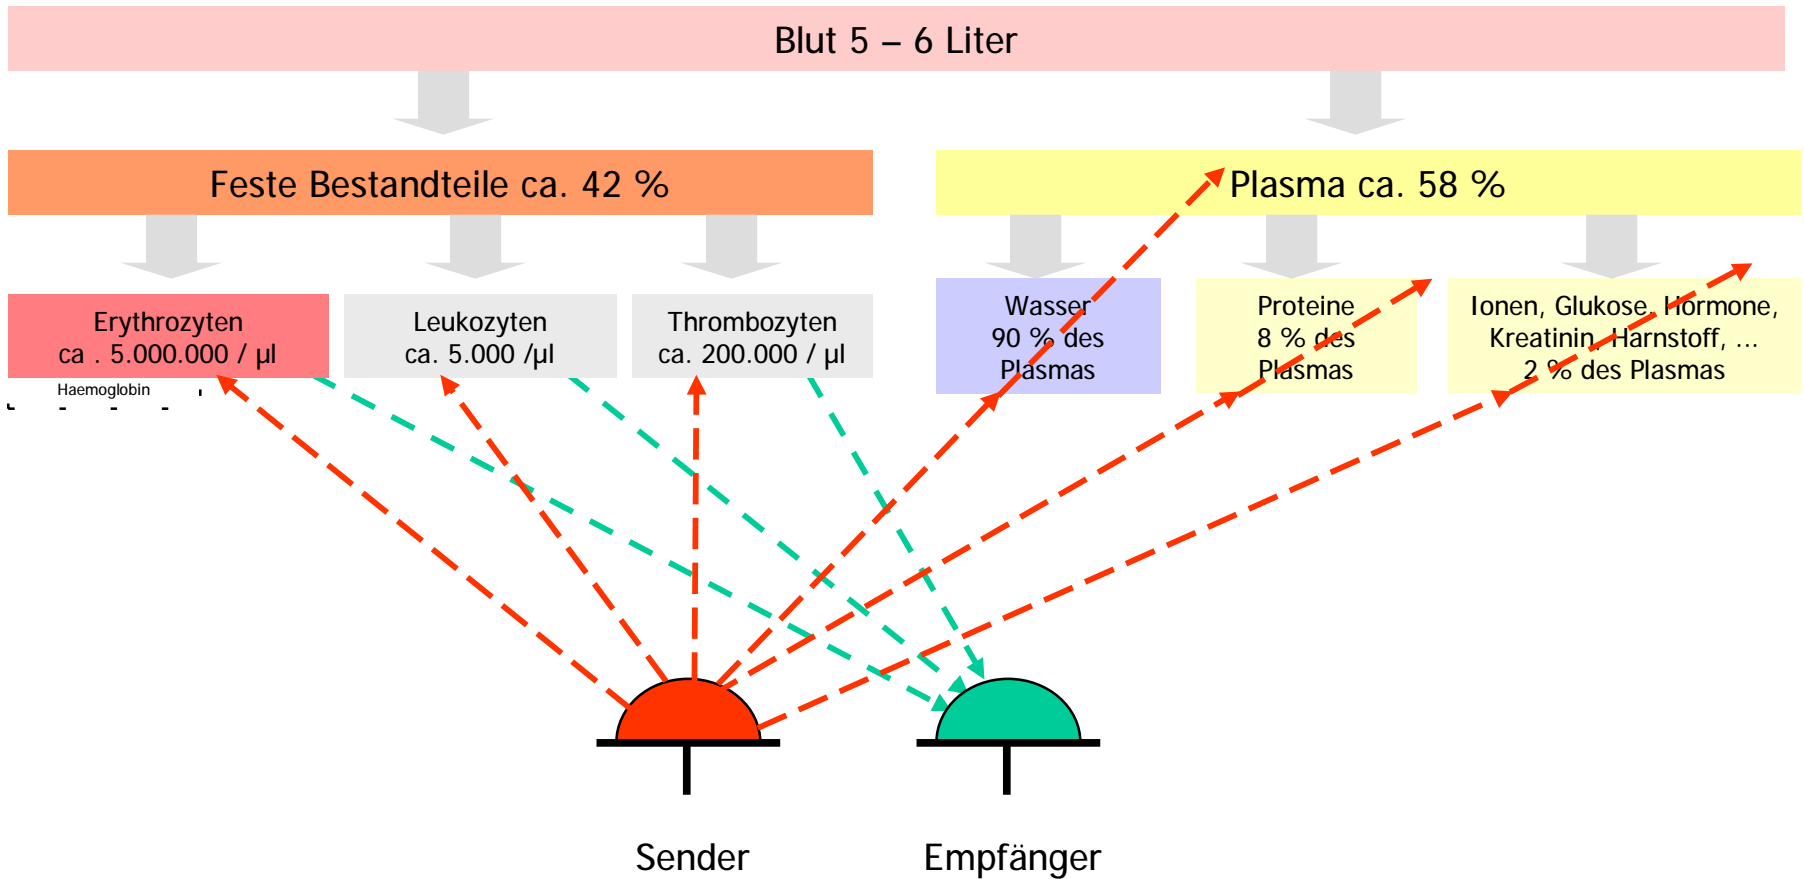 Blut 5 – 6 Liter
Feste Bestandteile ca. 42 %
Plasma ca. 58 %
Erythrozyten
ca . 5.000.000 / µl
Leukozyten
ca. 5.000 /µl
Thrombozyten
ca. 200.000 / µl
Wasser
90 % des
Plasmas
Proteine
8 % des
Plasmas
Ionen, Glukose, Hormone,
Kreatinin, Harnstoff, ...
2 % des Plasmas
Haemoglobin
Sender
Empfänger